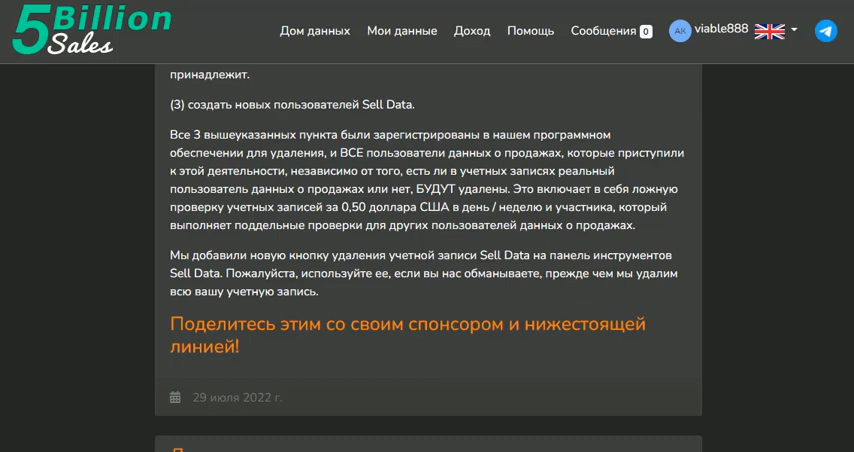 5Billion
Sales
Дом данных
Мои данные
Доход
Помощь
Сообщения 0
AK
viable888
принадлежит.
(3) создать новых пользователей Sell Data.
Все 3 вышеуказанных пункта были зарегистрированы в нашем программном
обеспечении для удаления, и ВСЕ пользователи данных о продажах, которые приступили
к этой деятельности, независимо от того, есть ли в учетных записях реальный
пользователь данных о продажах или нет, БУДУТ удалены. Это включает в себя ложную
проверку учетных записей за 0,50 доллара США в день / неделю и участника, который
выполняет поддельные проверки для других пользователей данных о продажах.
Мы добавили новую кнопку удаления учетной записи Sell Data на панель инструментов
Sell Data. Пожалуйста, используйте ее, если вы нас обманываете, прежде чем мы удалим
всю вашу учетную запись.
Поделитесь этим со своим спонсором и нижестоящей
линией!
29 июля 2022 г.